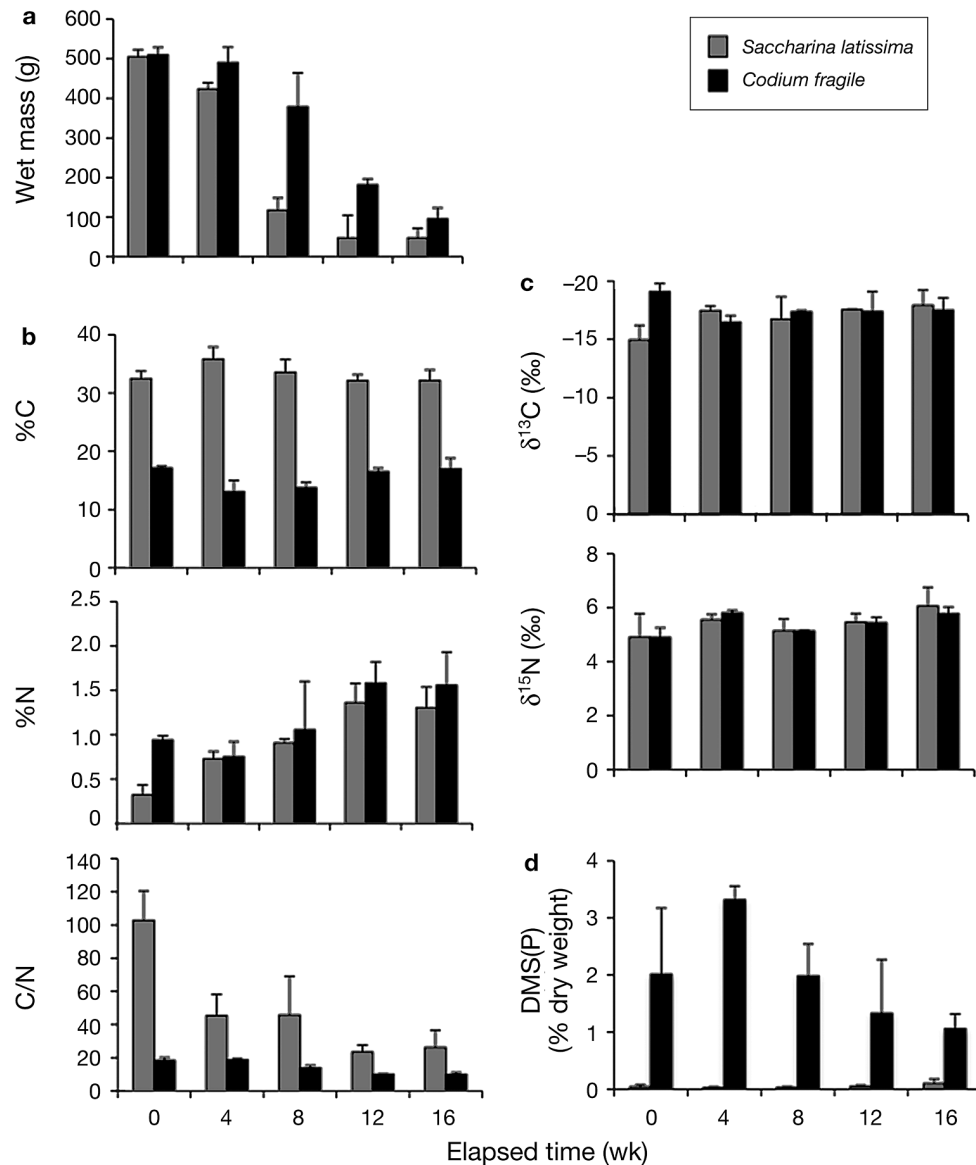 a
Wet mass (g)
600
500
400
300
200
100
0
Saccharina latissima
Codium fragile
b
%C
40
30
20
10
0
%N
2.5
2.0
1.5
1.0
0.5
0
C/N
140
120
100
80
60
40
20
0
0 4 8 12 16
c
δ¹³C (‰)
–20
–15
–10
–5
0
δ¹⁵N (‰)
8
6
4
2
0
d
DMS(P)
(% dry weight)
4
3
2
1
0
0 4 8 12 16
Elapsed time (wk)